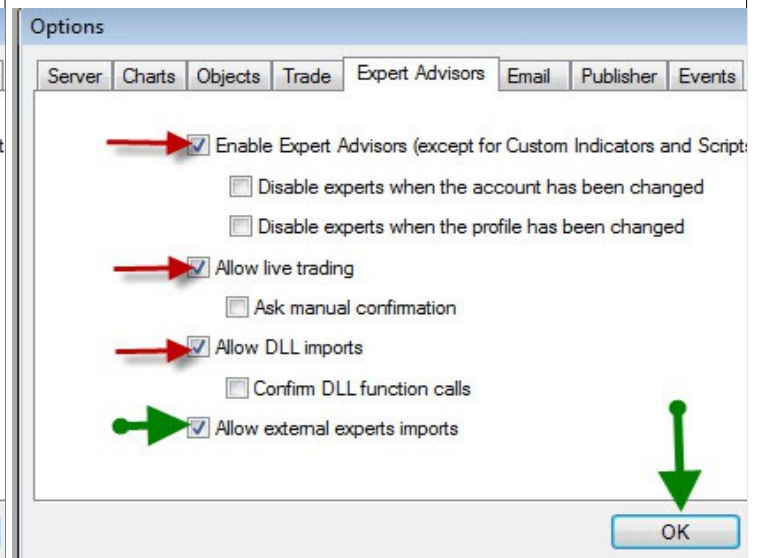 Options
Server Charts Objects Trade Expert Advisors Email Publisher Events
Enable Expert Advisors (except for Custom Indicators and Scripts
Disable experts when the account has been changed
Disable experts when the profile has been changed
Allow live trading
Ask manual confirmation
Allow DLL imports
Confirm DLL function calls
Allow external experts imports
OK